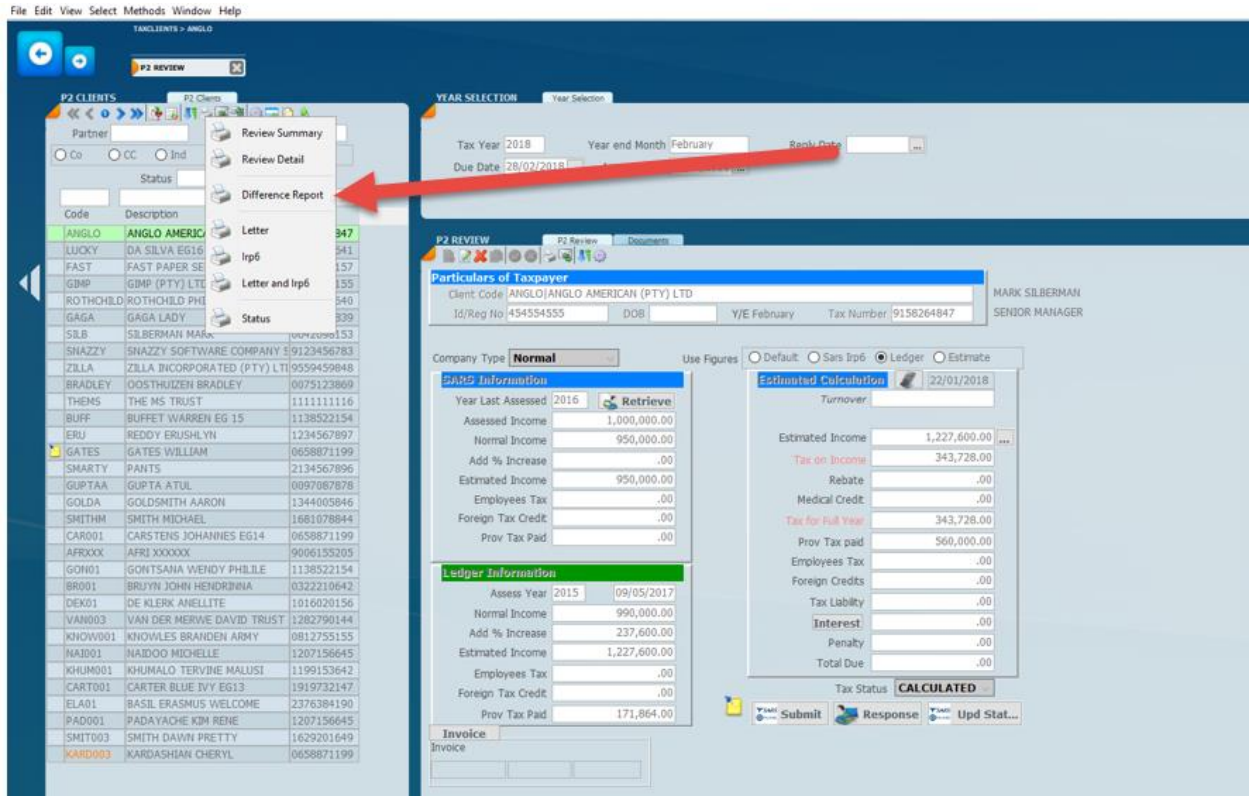 File Edit View Select Methods Window Help
TAXCLIENTS > ANGLO
P2 REVIEW
P2 CLIENTS P2 Clients
Partner
Co CC Ind
Status
Code Description
ANGLO ANGLO AMERIC 847
LUCKY DA SILVA EG16 541
FAST FAST PAPER SE 157
GIMP GIMP (PTY) LT 155
ROTHCHILD ROTHCHILD PHI 540
GAGA GAGA LADY 339
SILB SILBERMAN MARK 0042098153
SNAZZY SNAZZY SOFTWARE COMPANY 9123456783
ZILLA ZILLA INCORPORATED (PTY) LT 9559459848
BRADLEY OOSTHUIZEN BRADLEY 0075123869
THEMS THE MS TRUST 1111111116
BUFF BUFFET WARREN EG 15 1138522154
ERU REDDY ERUSHLYN 1234567897
GATES GATES WILLIAM 0658871199
SMARTY PANTS 2134567896
GUPTAA GUPTA ATUL 0097087878
GOLDA GOLDSMITH AARON 1344005846
SMITHM SMITH MICHAEL 1681078844
CAR001 CARSTENS JOHANNES EG14 0658871199
AFRXXX AFRI XXXXXX 9006155205
GON01 GONTSANA WENDY PHILILE 1138522154
BR001 BRUYN JOHN HENDRINNA 0322210642
DEK01 DE KLERK ANELLITE 1016020156
VAN003 VAN DER MERWE DAVID TRUST 1282790144
KNOW001 KNOWLES BRANDEN ARMY 0812755155
NAI001 NAIDOO MICHELLE 1207156645
KHUM001 KHUMALO TERVINE MALUSI 1199153642
CART001 CARTER BLUE IVY EG13 1919732147
ELA01 BASIL ERASMUS WELCOME 2376384190
PAD001 PADAYACHE KIM RENE 1207156645
SMIT003 SMITH DAWN PRETTY 1629201649
KARD003 KARDASHIAN CHERYL 0658871199
Review Summary
Review Detail
Difference Report
Letter
Irp6
Letter and Irp6
Status
YEAR SELECTION Year Selection
Tax Year 2018 Year end Month February Reply Date ...
Due Date 28/02/2018
P2 REVIEW P2 Review Documents
Particulars of Taxpayer
Client Code ANGLO|ANGLO AMERICAN (PTY) LTD MARK SILBERMAN
Id/Reg No 454554555 DOB Y/E February Tax Number 9158264847 SENIOR MANAGER
Company Type Normal Use Figures Default Sars Irp6 Ledger Estimate
SARS Information
Year Last Assessed 2016 Retrieve
Assessed Income 1,000,000.00
Normal Income 950,000.00
Add % Increase .00
Estimated Income 950,000.00
Employees Tax .00
Foreign Tax Credit .00
Prov Tax Paid .00
Ledger Information
Assess Year 2015 09/05/2017
Normal Income 990,000.00
Add % Increase 237,600.00
Estimated Income 1,227,600.00
Employees Tax .00
Foreign Tax Credit .00
Prov Tax Paid 171,864.00
Invoice
Invoice
Estimated Calculation 22/01/2018
Turnover
Estimated Income 1,227,600.00 ...
Tax on Income 343,728.00
Rebate .00
Medical Credit .00
Tax for Full Year 343,728.00
Prov Tax paid 560,000.00
Employees Tax .00
Foreign Credits .00
Tax Liability .00
Interest .00
Penalty .00
Total Due .00
Tax Status CALCULATED
Submit Response Upd Stat...